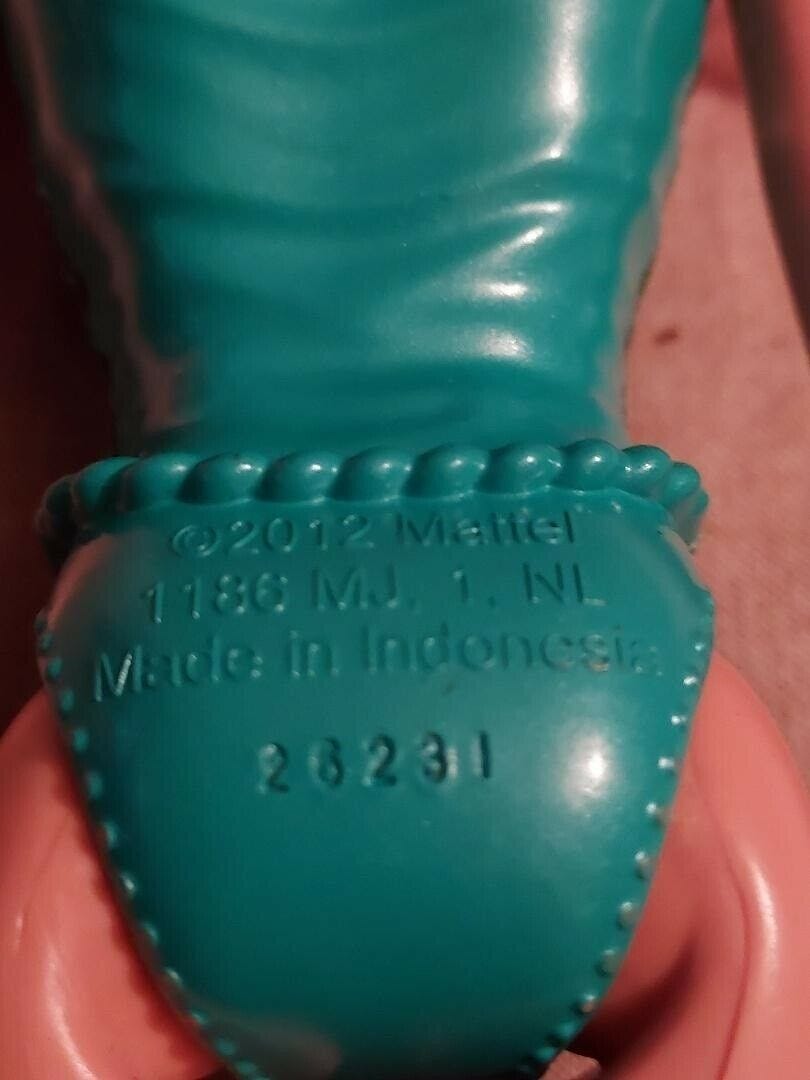 ©2012 Mattel
1186 MJ. 1. NL
Made in Indonesia
26231